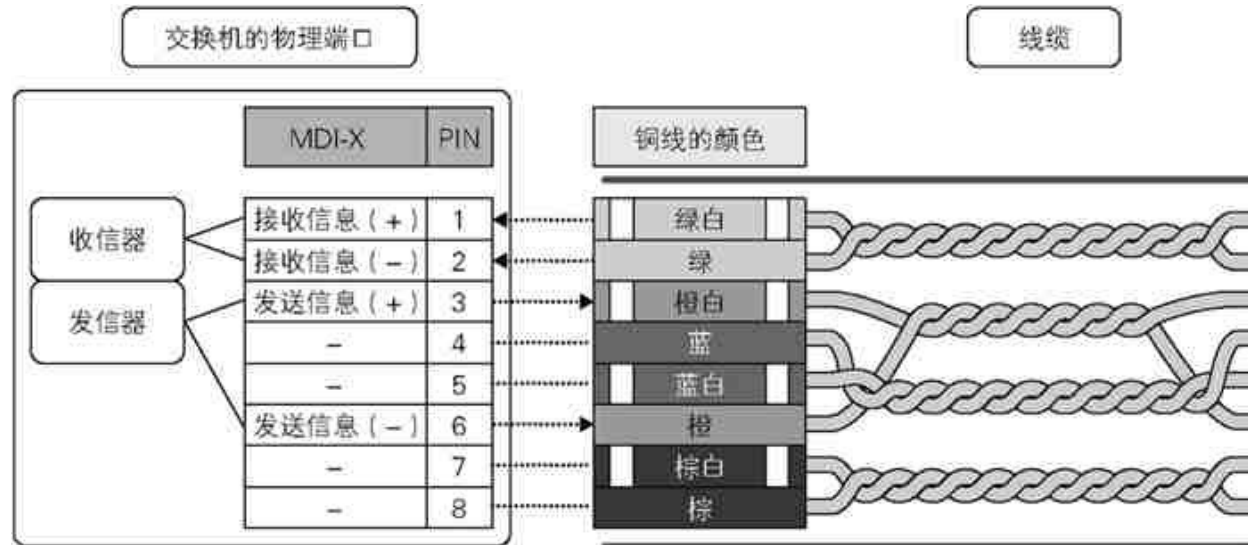 交换机的物理端口
线缆
MDI-X PIN
铜线的颜色
收信器
发信器
接收信息（+） 1 绿白
接收信息（-） 2 绿
发送信息（+） 3 橙白
- 4 蓝
- 5 蓝白
发送信息（-） 6 橙
- 7 棕白
- 8 棕